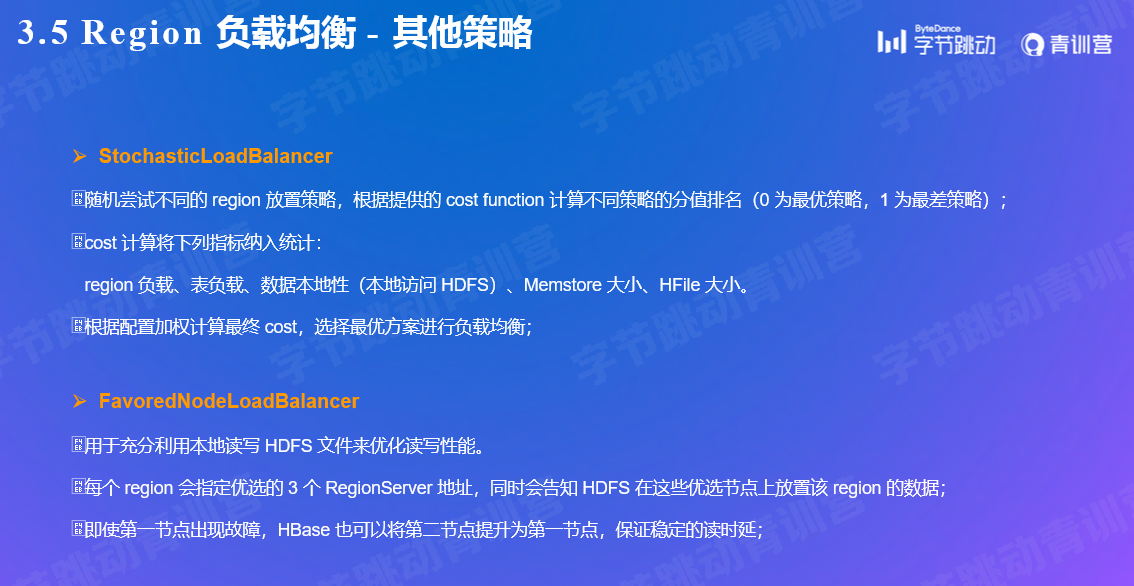 3.5 Region 负载均衡 - 其他策略
ByteDance
字节跳动
青训营
StochasticLoadBalancer
随机尝试不同的 region 放置策略，根据提供的 cost function 计算不同策略的分值排名（0 为最优策略，1 为最差策略）；
cost 计算将下列指标纳入统计：
region 负载、表负载、数据本地性（本地访问 HDFS）、Memstore 大小、HFile 大小。
根据配置加权计算最终 cost，选择最优方案进行负载均衡；
FavoredNodeLoadBalancer
用于充分利用本地读写 HDFS 文件来优化读写性能。
每个 region 会指定优选的 3 个 RegionServer 地址，同时会告知 HDFS 在这些优选节点上放置该 region 的数据；
即使第一节点出现故障，HBase 也可以将第二节点提升为第一节点，保证稳定的读时延；